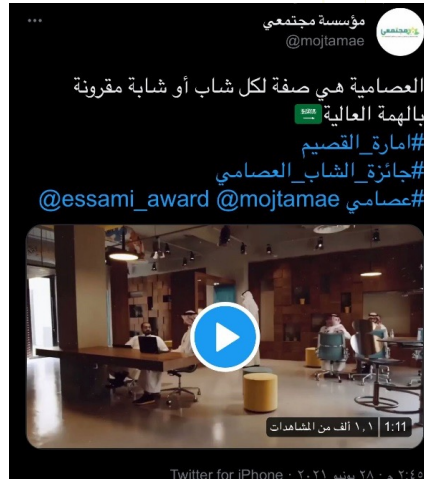 مؤسسة مجتمعي
@mojtamae
مجتمعي
العصامية هي صفة لكل شاب أو شابة مقرونة
بالهمة العالية🇸🇦
#امارة_القصيم
#جائزة_الشاب_العصامي
#عصامي @essami_award @mojtamae
1:11 | ١,١ ألف من المشاهدات
٢:٤٥ م · ٢٨ يونيو ٢٠٢١ · Twitter for iPhone